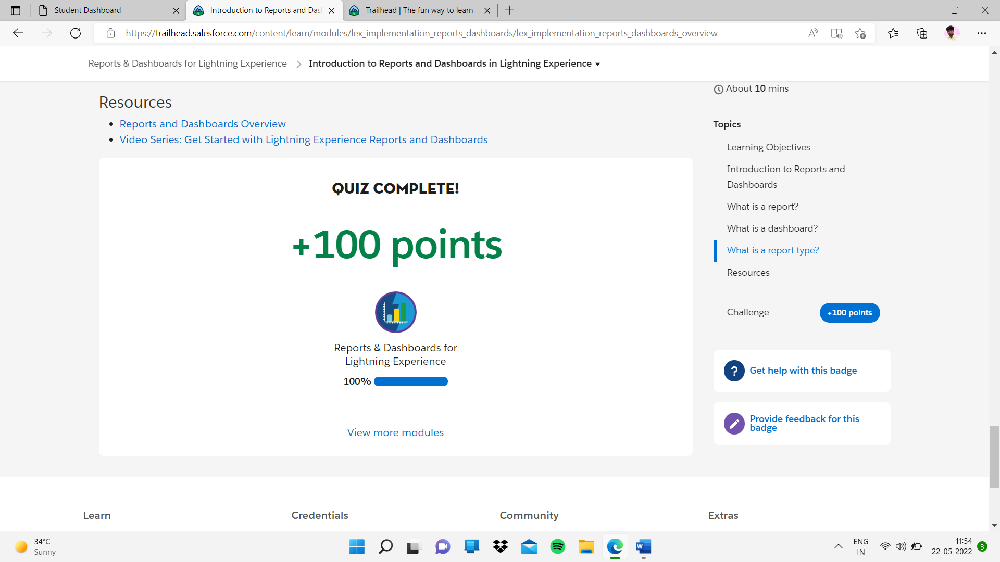 Student Dashboard
Introduction to Reports and Das
Trailhead | The fun way to learn
https://trailhead.salesforce.com/content/learn/modules/lex_implementation_reports_dashboards/lex_implementation_reports_dashboards_overview
Reports & Dashboards for Lightning Experience
Introduction to Reports and Dashboards in Lightning Experience
About 10 mins
Resources
Reports and Dashboards Overview
Video Series: Get Started with Lightning Experience Reports and Dashboards
QUIZ COMPLETE!
+100 points
Reports & Dashboards for
Lightning Experience
100%
View more modules
Topics
Learning Objectives
Introduction to Reports and
Dashboards
What is a report?
What is a dashboard?
What is a report type?
Resources
Challenge
+100 points
? Get help with this badge
Provide feedback for this
badge
Learn
Credentials
Community
Extras
34°C
Sunny
W
ENG
IN
11:54
22-05-2022
3